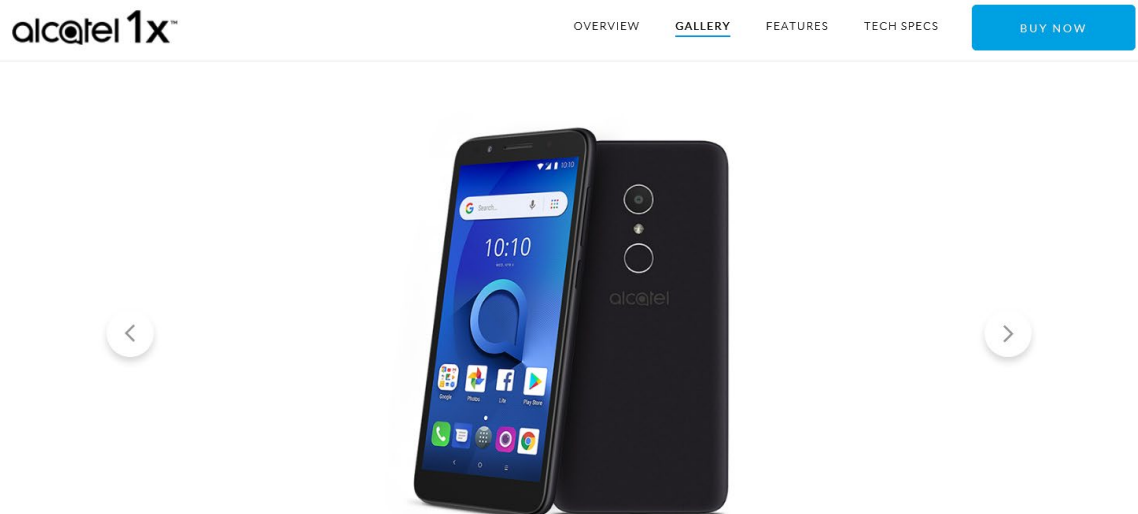 alcatel 1x™
OVERVIEW
GALLERY
FEATURES
TECH SPECS
BUY NOW
10:10
Search...
10:10
Google
Photos
Lite
Play Store
alcatel